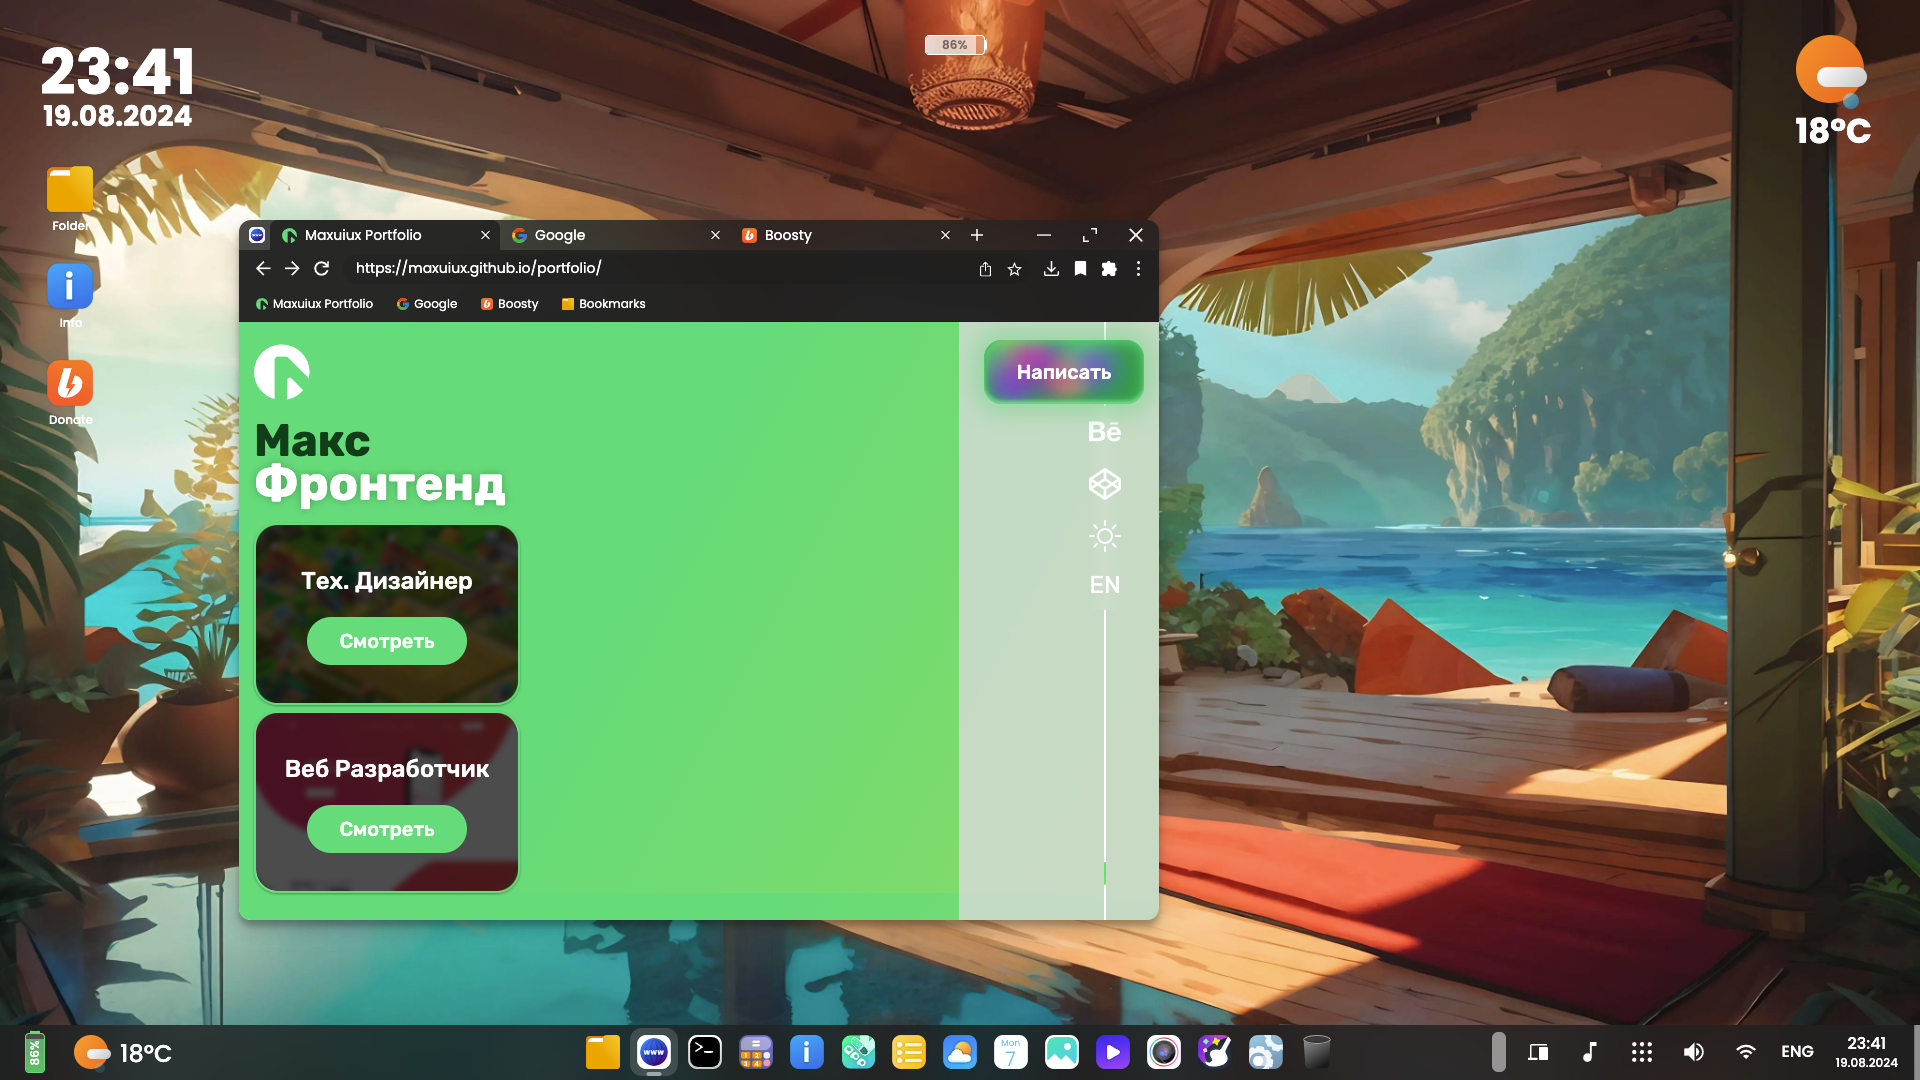 23:41
19.08.2024
86%
18°C
Folder
Info
Donate
Maxuiux Portfolio
Google
Boosty
https://maxuiux.github.io/portfolio/
Maxuiux Portfolio
Google
Boosty
Bookmarks
Написать
Bē
Макс
Фронтенд
EN
Тех. Дизайнер
Смотреть
Веб Разработчик
Смотреть
86%
18°C
www
Mon
7
ENG
23:41
19.08.2024